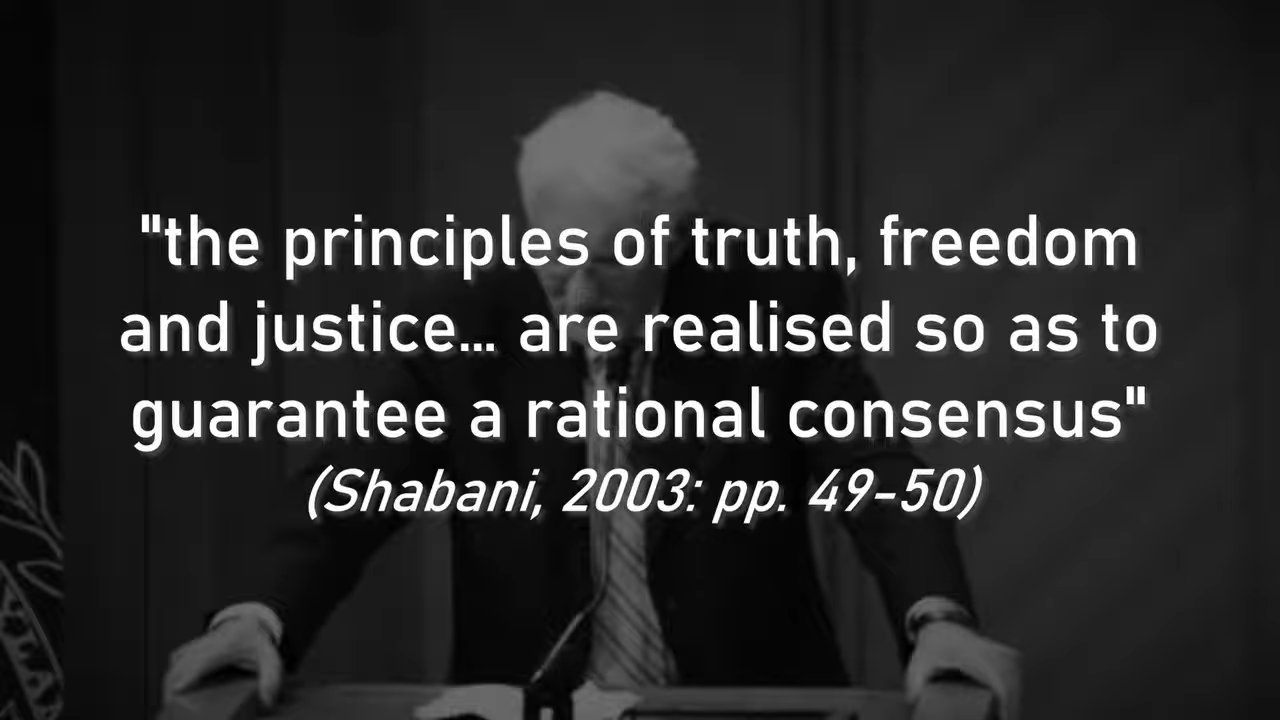 "the principles of truth, freedom
and justice... are realised so as to
guarantee a rational consensus"
(Shabani, 2003: pp. 49-50)